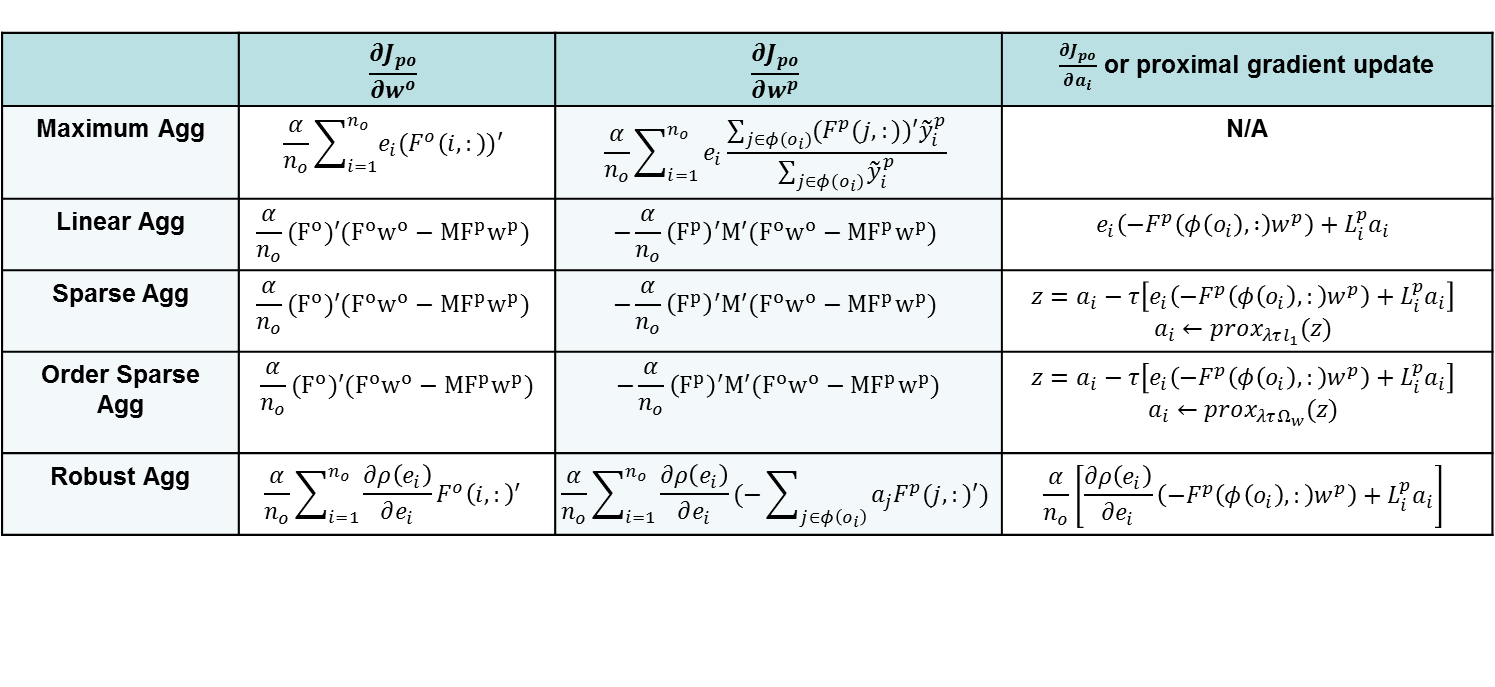 ∂J_po/∂w^o    ∂J_po/∂w^p    ∂J_po/∂a_i or proximal gradient update
Maximum Agg    α/n_o ∑_{i=1}^{n_o} e_i(F^o(i,:))′    α/n_o ∑_{i=1}^{n_o} e_i (∑_{j∈ϕ(o_i)}(F^p(j,:))′ỹ_i^p)/(∑_{j∈ϕ(o_i)} ỹ_i^p)    N/A
Linear Agg    α/n_o (F^o)′(F^o w^o − MF^p w^p)    −α/n_o (F^p)′M′(F^o w^o − MF^p w^p)    e_i(−F^p(ϕ(o_i),:)w^p) + L_i^p a_i
Sparse Agg    α/n_o (F^o)′(F^o w^o − MF^p w^p)    −α/n_o (F^p)′M′(F^o w^o − MF^p w^p)    z = a_i − τ[e_i(−F^p(ϕ(o_i),:)w^p) + L_i^p a_i]
a_i ← prox_{λτl_1}(z)
Order Sparse
Agg    α/n_o (F^o)′(F^o w^o − MF^p w^p)    −α/n_o (F^p)′M′(F^o w^o − MF^p w^p)    z = a_i − τ[e_i(−F^p(ϕ(o_i),:)w^p) + L_i^p a_i]
a_i ← prox_{λτΩ_w}(z)
Robust Agg    α/n_o ∑_{i=1}^{n_o} ∂ρ(e_i)/∂e_i F^o(i,:)′    α/n_o ∑_{i=1}^{n_o} ∂ρ(e_i)/∂e_i (−∑_{j∈ϕ(o_i)} a_j F^p(j,:)′)    α/n_o [∂ρ(e_i)/∂e_i (−F^p(ϕ(o_i),:)w^p) + L_i^p a_i]